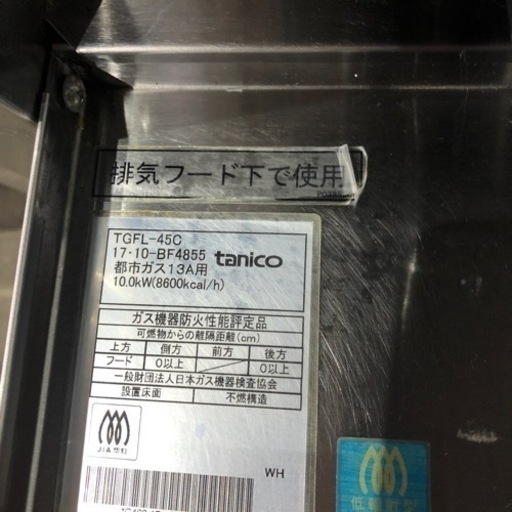 排気フード下で使用
TGFL-45C
17・10-BF4855 tanico
都市ガス13A用
10.0kW(8600kcal/h)
ガス機器防火性能評定品
可燃物からの離隔距離(cm)
上方 側方 前方 後方
フード 0以上 0以上
一般財団法人日本ガス機器検査協会
設置床面 不燃構造
WH